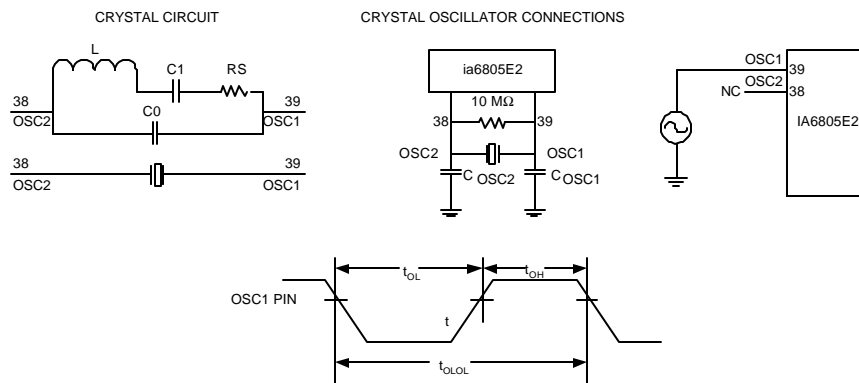 CRYSTAL CIRCUIT
L
C1
RS
38
39
OSC2
C0
OSC1
38
39
OSC2
OSC1
CRYSTAL OSCILLATOR CONNECTIONS
ia6805E2
10 MΩ
38
39
OSC2
OSC1
C OSC2
C OSC1
OSC1
39
OSC2
NC
38
IA6805E2
tOL
tOH
OSC1 PIN
t
tOLOL